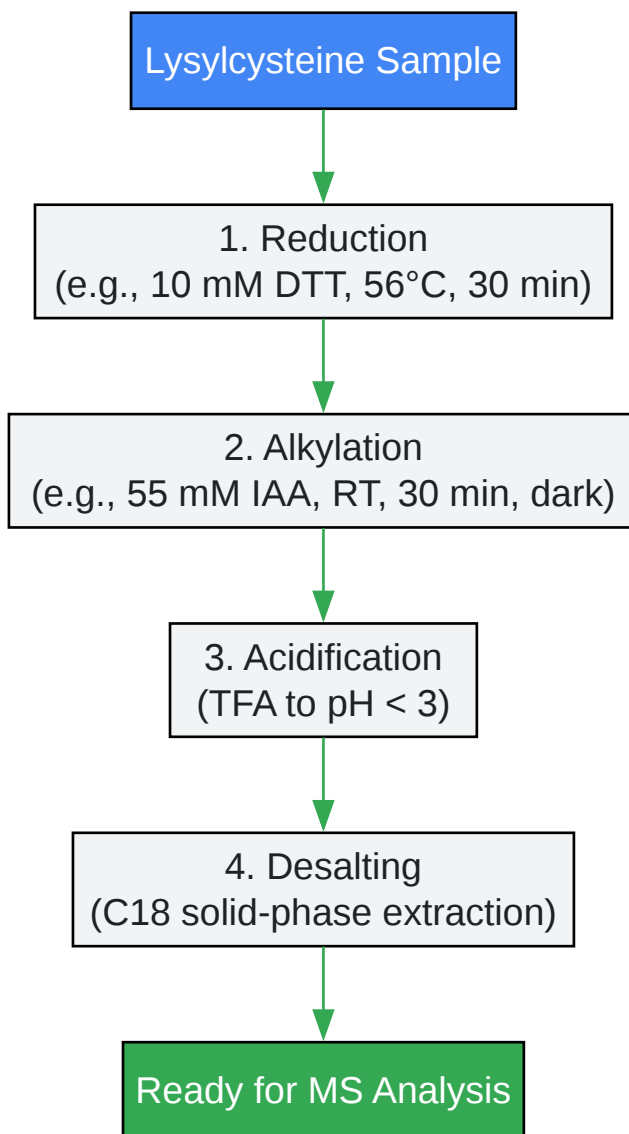 Lysylcysteine Sample
1. Reduction
(e.g., 10 mM DTT, 56°C, 30 min)
2. Alkylation
(e.g., 55 mM IAA, RT, 30 min, dark)
3. Acidification
(TFA to pH < 3)
4. Desalting
(C18 solid-phase extraction)
Ready for MS Analysis